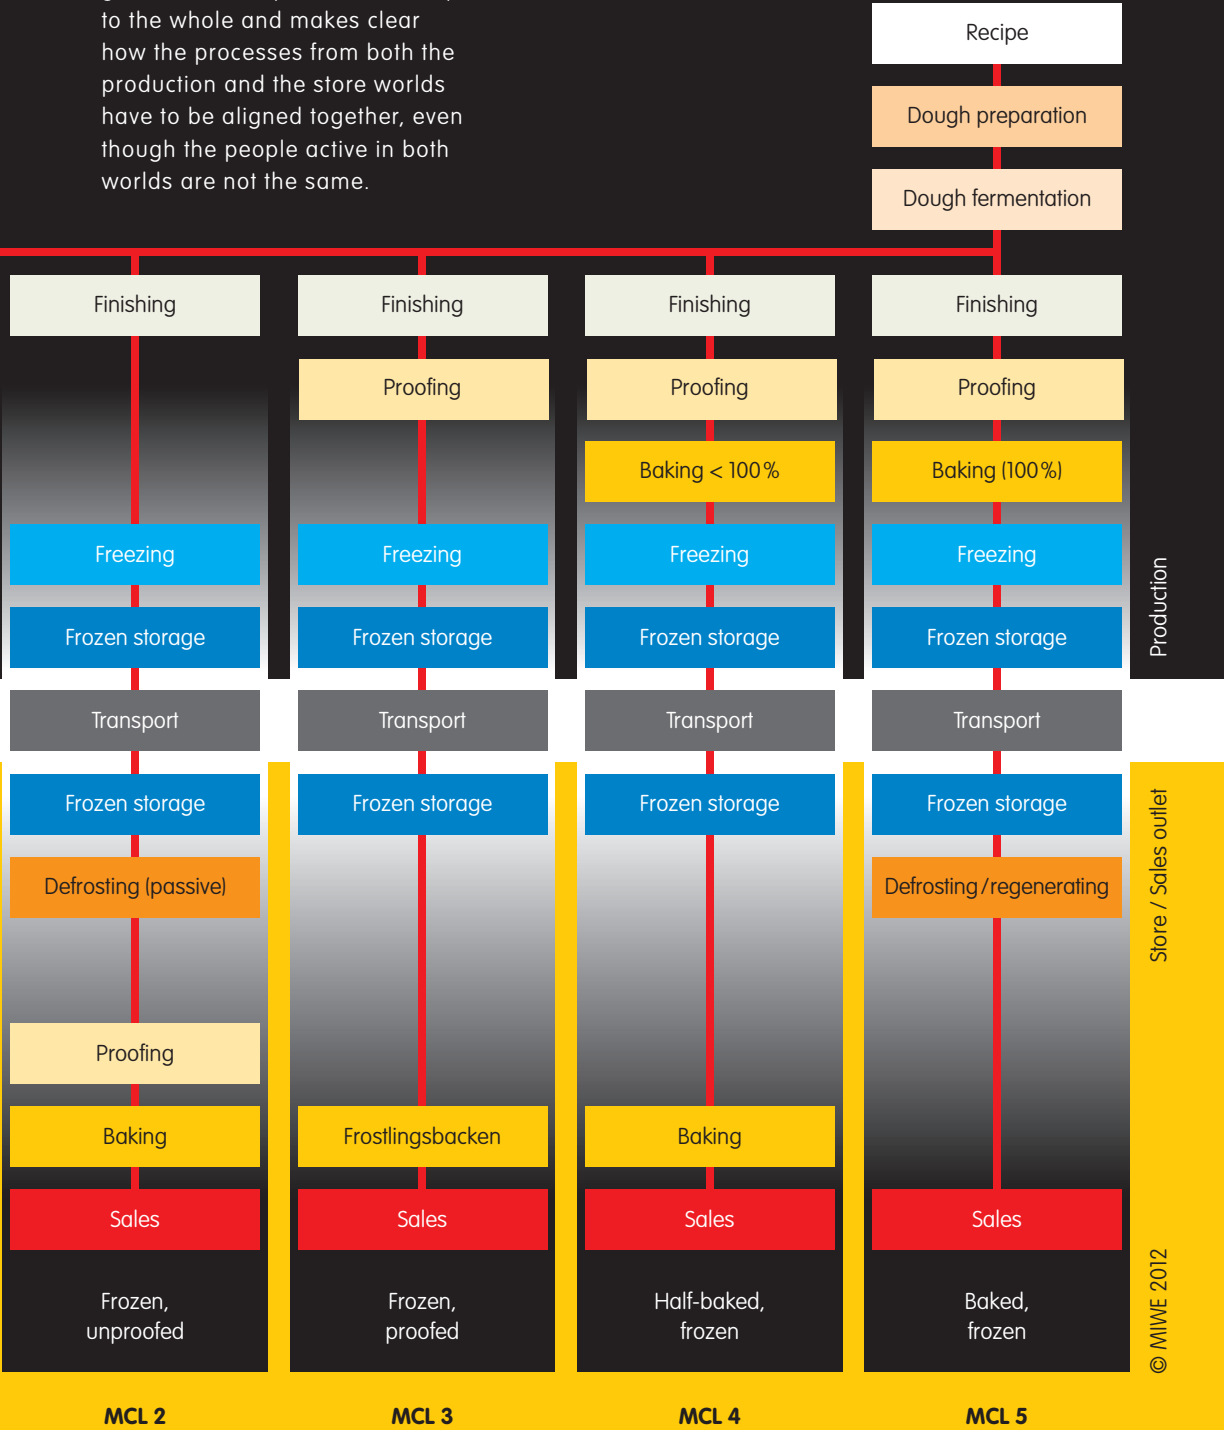 to the whole and makes clear
how the processes from both the
production and the store worlds
have to be aligned together, even
though the people active in both
worlds are not the same.
Recipe
Dough preparation
Dough fermentation
Finishing
Finishing
Finishing
Finishing
Proofing
Proofing
Proofing
Baking < 100%
Baking (100%)
Freezing
Freezing
Freezing
Freezing
Frozen storage
Frozen storage
Frozen storage
Frozen storage
Production
Transport
Transport
Transport
Transport
Frozen storage
Frozen storage
Frozen storage
Frozen storage
Defrosting (passive)
Defrosting/regenerating
Store / Sales outlet
Proofing
Baking
Frostlingsbacken
Baking
Sales
Sales
Sales
Sales
Frozen,
unproofed
Frozen,
proofed
Half-baked,
frozen
Baked,
frozen
© MIWE 2012
MCL 2
MCL 3
MCL 4
MCL 5